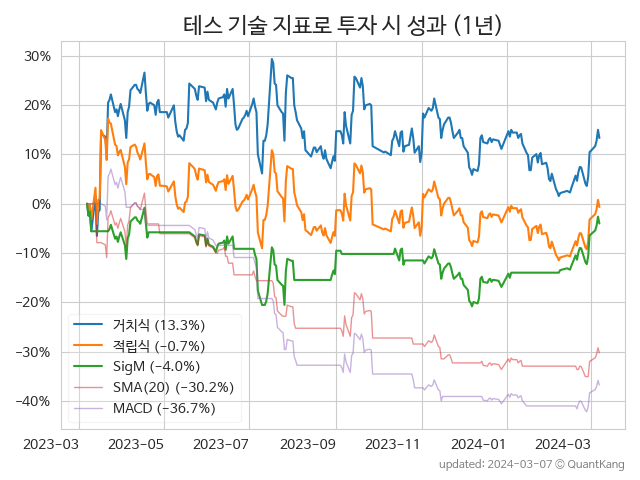 테스 기술 지표로 투자 시 성과 (1년)
30%
20%
10%
0%
−10%
−20%
−30%
−40%
거치식 (13.3%)
적립식 (−0.7%)
SigM (−4.0%)
SMA(20) (−30.2%)
MACD (−36.7%)
2023−03 2023−05 2023−07 2023−09 2023−11 2024−01 2024−03
updated: 2024−03−07 © QuantKang